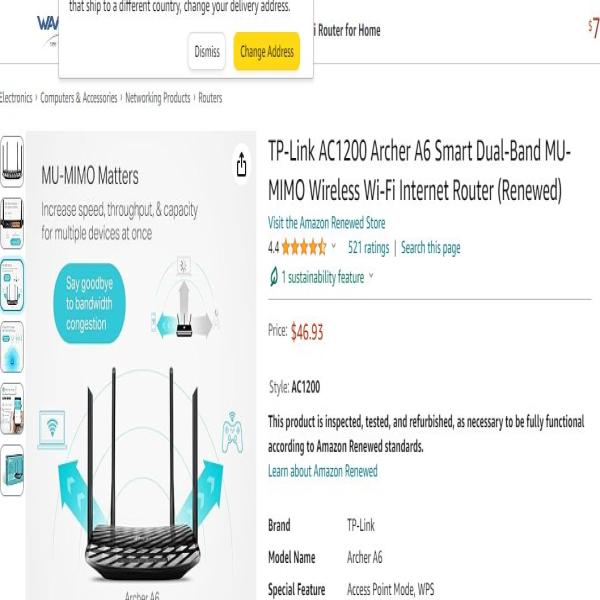 that ship to a different country, change your delivery address.
Dismiss
Change Address
WAV
i Router for Home
$7
Electronics › Computers & Accessories › Networking Products › Routers
MU-MIMO Matters
Increase speed, throughput, & capacity
for multiple devices at once
Say goodbye
to bandwidth
congestion
Archer A6
TP-Link AC1200 Archer A6 Smart Dual-Band MU-
MIMO Wireless Wi-Fi Internet Router (Renewed)
Visit the Amazon Renewed Store
4.4 521 ratings | Search this page
1 sustainability feature
Price: $46.93
Style: AC1200
This product is inspected, tested, and refurbished, as necessary to be fully functional
according to Amazon Renewed standards.
Learn about Amazon Renewed
Brand TP-Link
Model Name Archer A6
Special Feature Access Point Mode, WPS